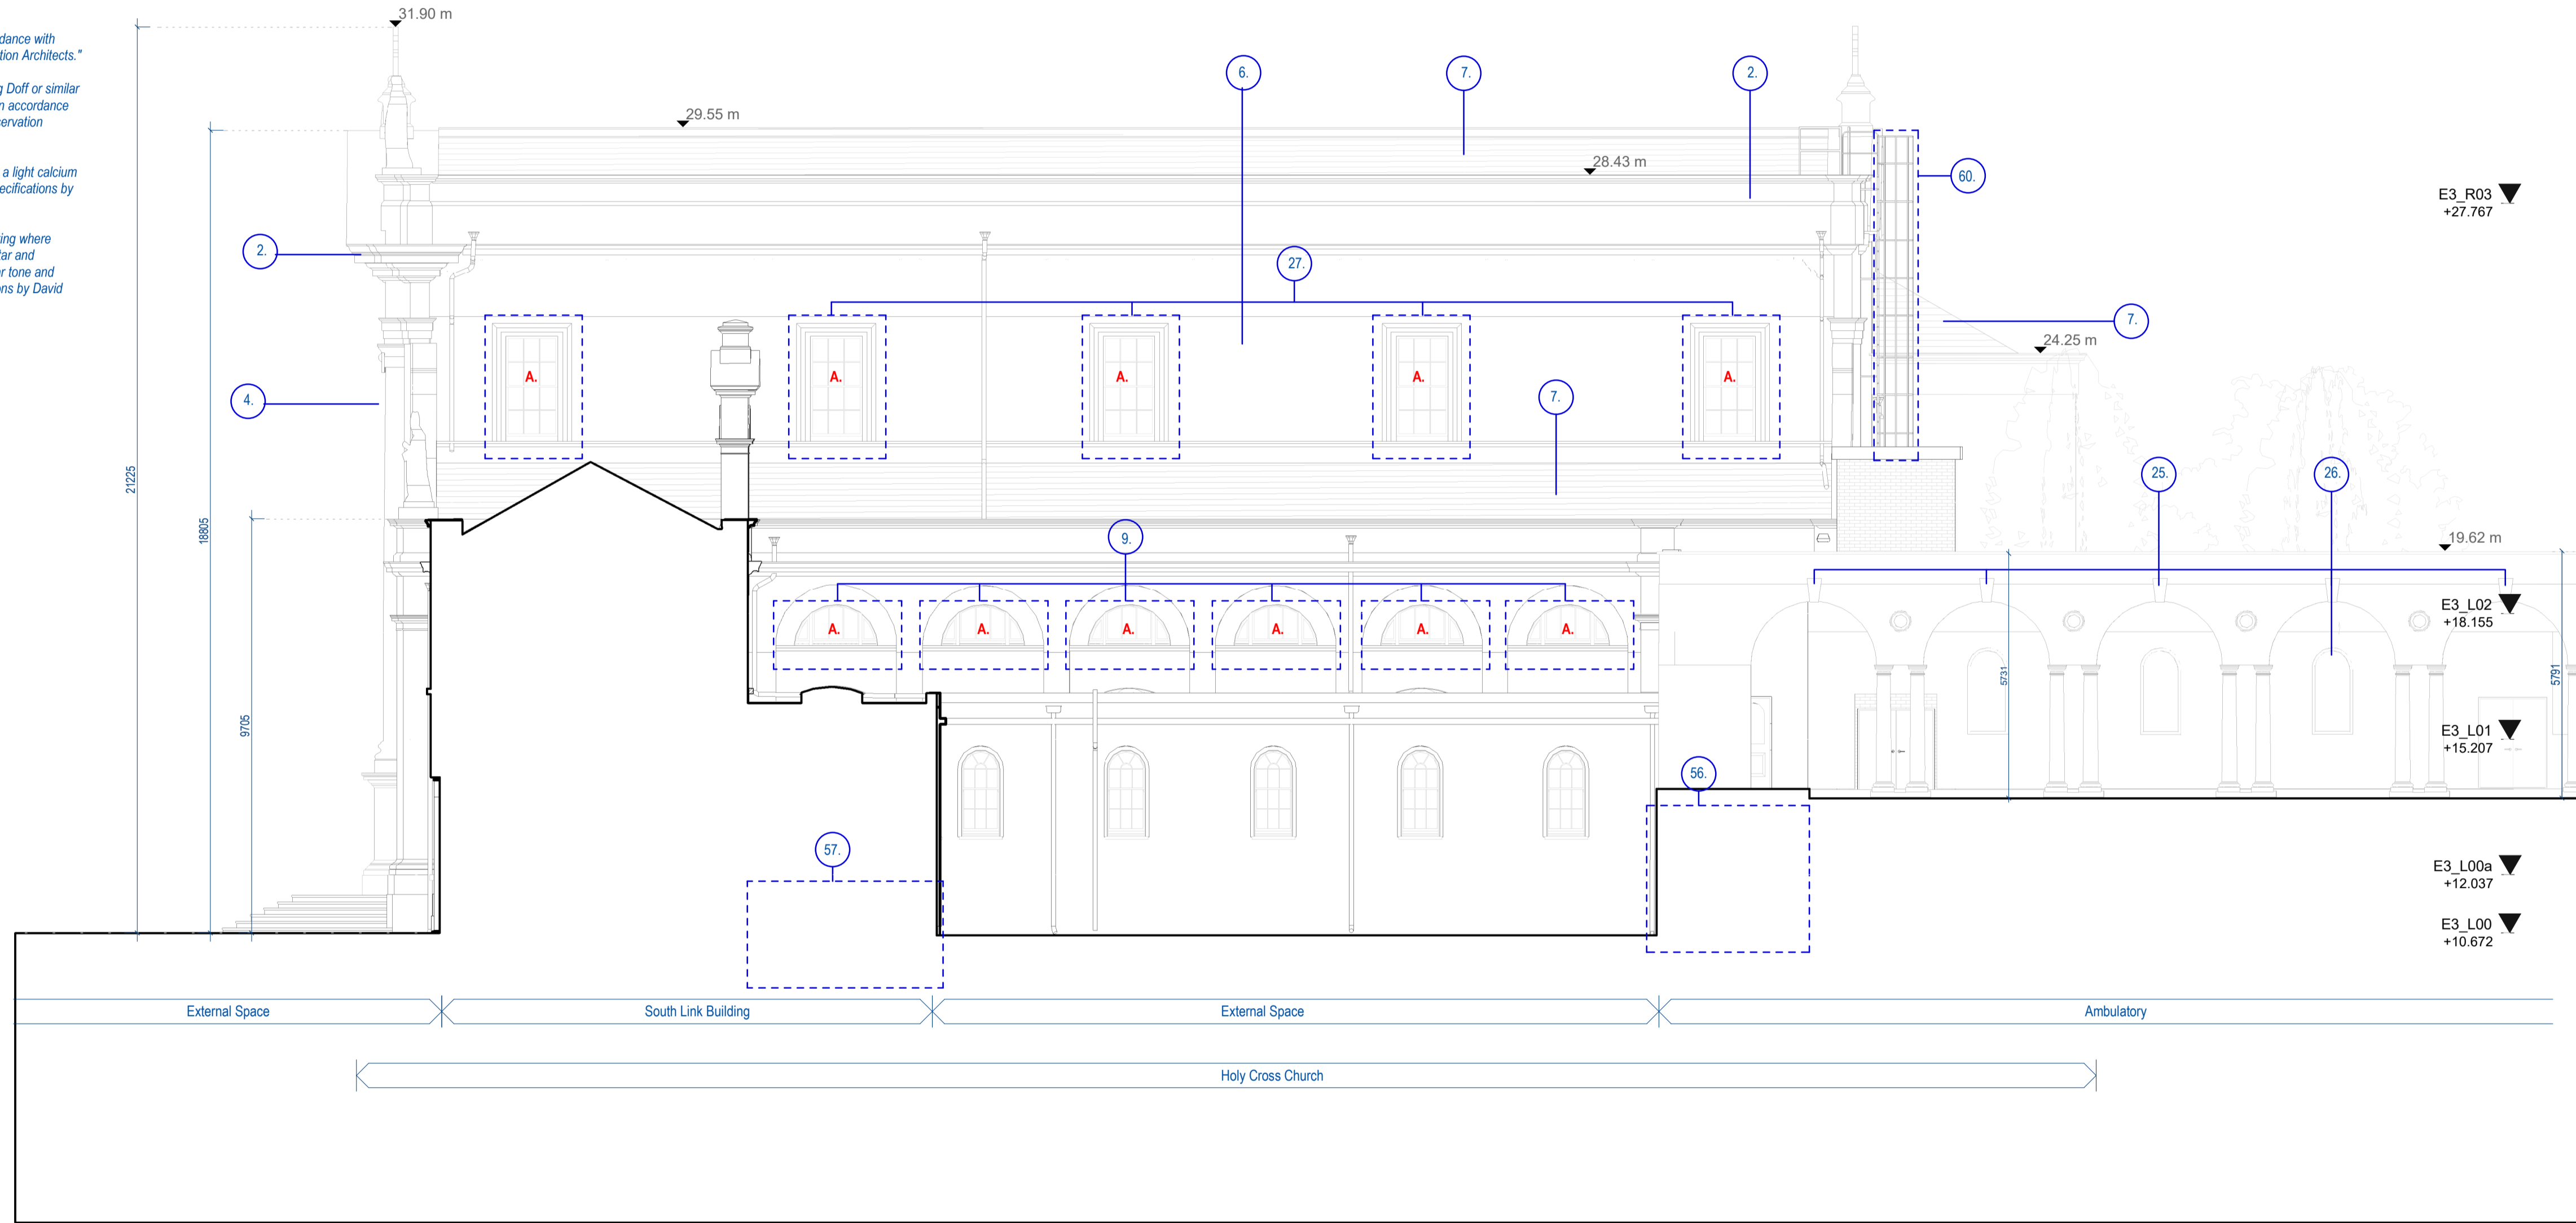 31.90 m
dance with
tion Architects."
g Doff or similar
n accordance
servation
a light calcium
ecifications by
ing where
tar and
r tone and
ons by David
6.
7.
2.
29.55 m
28.43 m
60.
E3_R03
+27.767
2.
27.
7.
24.25 m
A.
A.
A.
A.
A.
4.
7.
21225
18805
9705
25.
26.
9.
19.62 m
E3_L02
+18.155
A.
A.
A.
A.
A.
A.
5731
5791
E3_L01
+15.207
56.
57.
E3_L00a
+12.037
E3_L00
+10.672
External Space
South Link Building
External Space
Ambulatory
Holy Cross Church